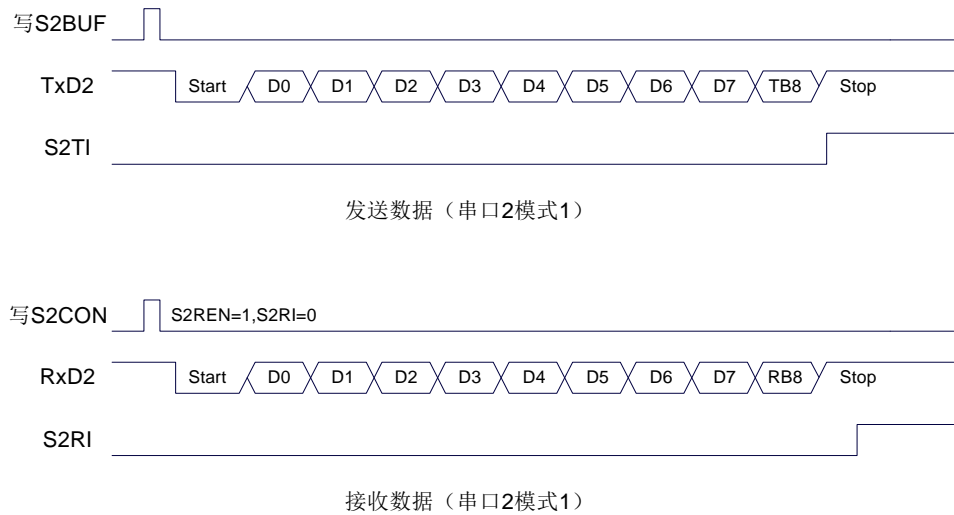 写S2BUF
TxD2 Start D0 D1 D2 D3 D4 D5 D6 D7 TB8 Stop
S2TI
发送数据（串口2模式1）
写S2CON S2REN=1,S2RI=0
RxD2 Start D0 D1 D2 D3 D4 D5 D6 D7 RB8 Stop
S2RI
接收数据（串口2模式1）